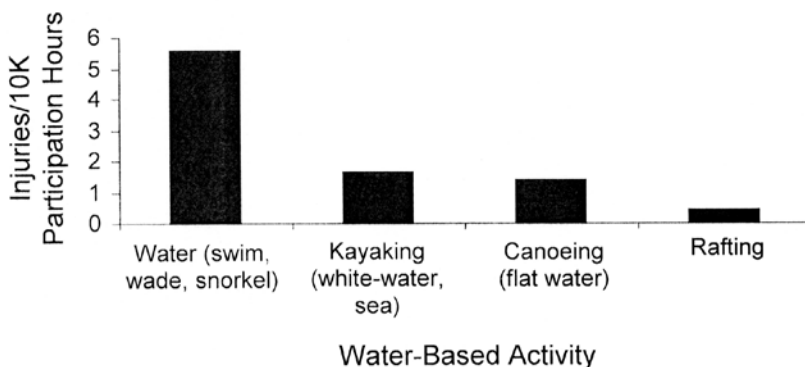 Injuries/10K
Participation Hours
6
5
4
3
2
1
0
Water (swim,
wade, snorkel)
Kayaking
(white-water,
sea)
Canoeing
(flat water)
Rafting
Water-Based Activity